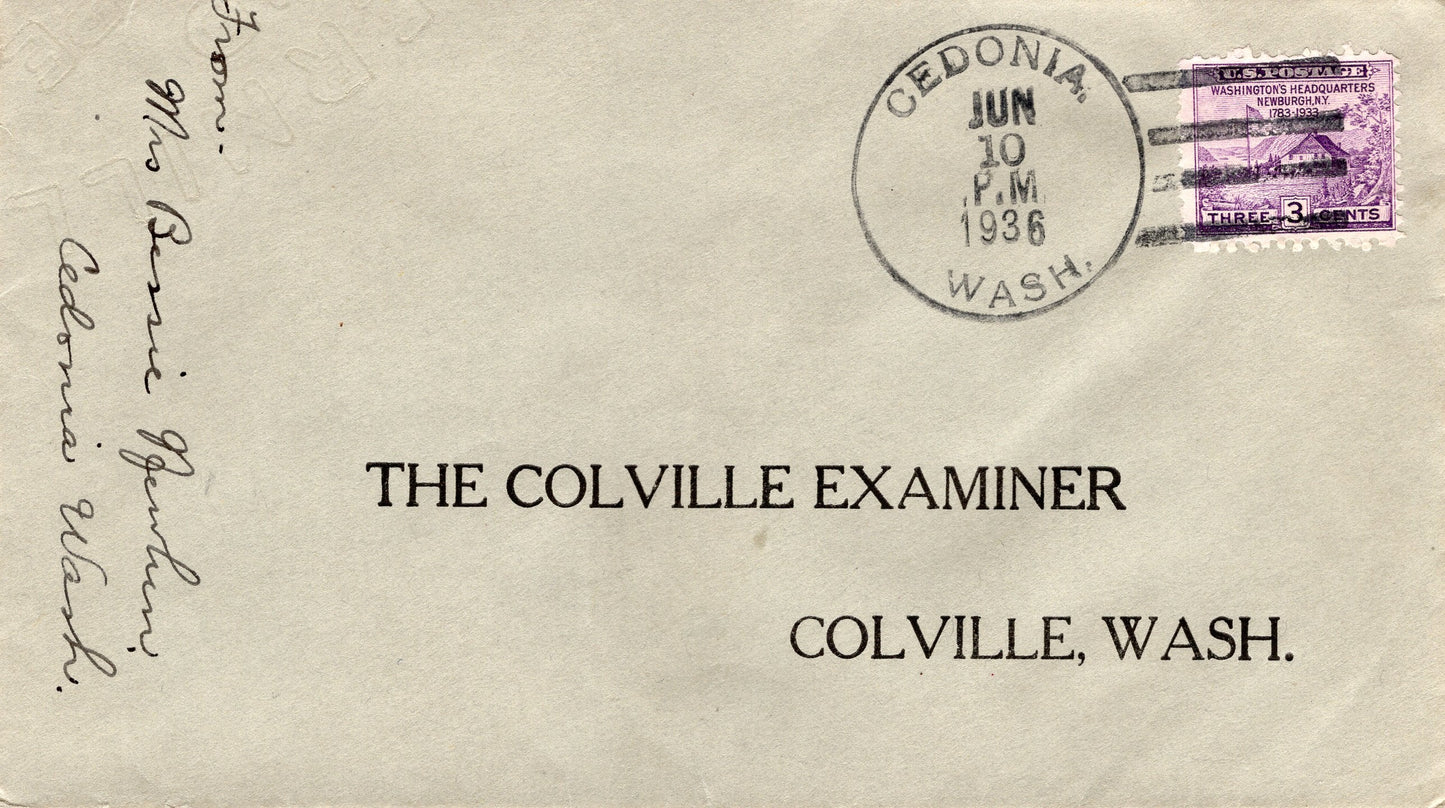 From:-
Mrs Bessie Newhim,
Cedonia Wash.
CEDONIA,
JUN
10
P.M.
1936
WASH.
U.S. POSTAGE
WASHINGTON'S HEADQUARTERS
NEWBURGH, N.Y.
1783-1933
THREE 3 CENTS
THE COLVILLE EXAMINER
COLVILLE, WASH.